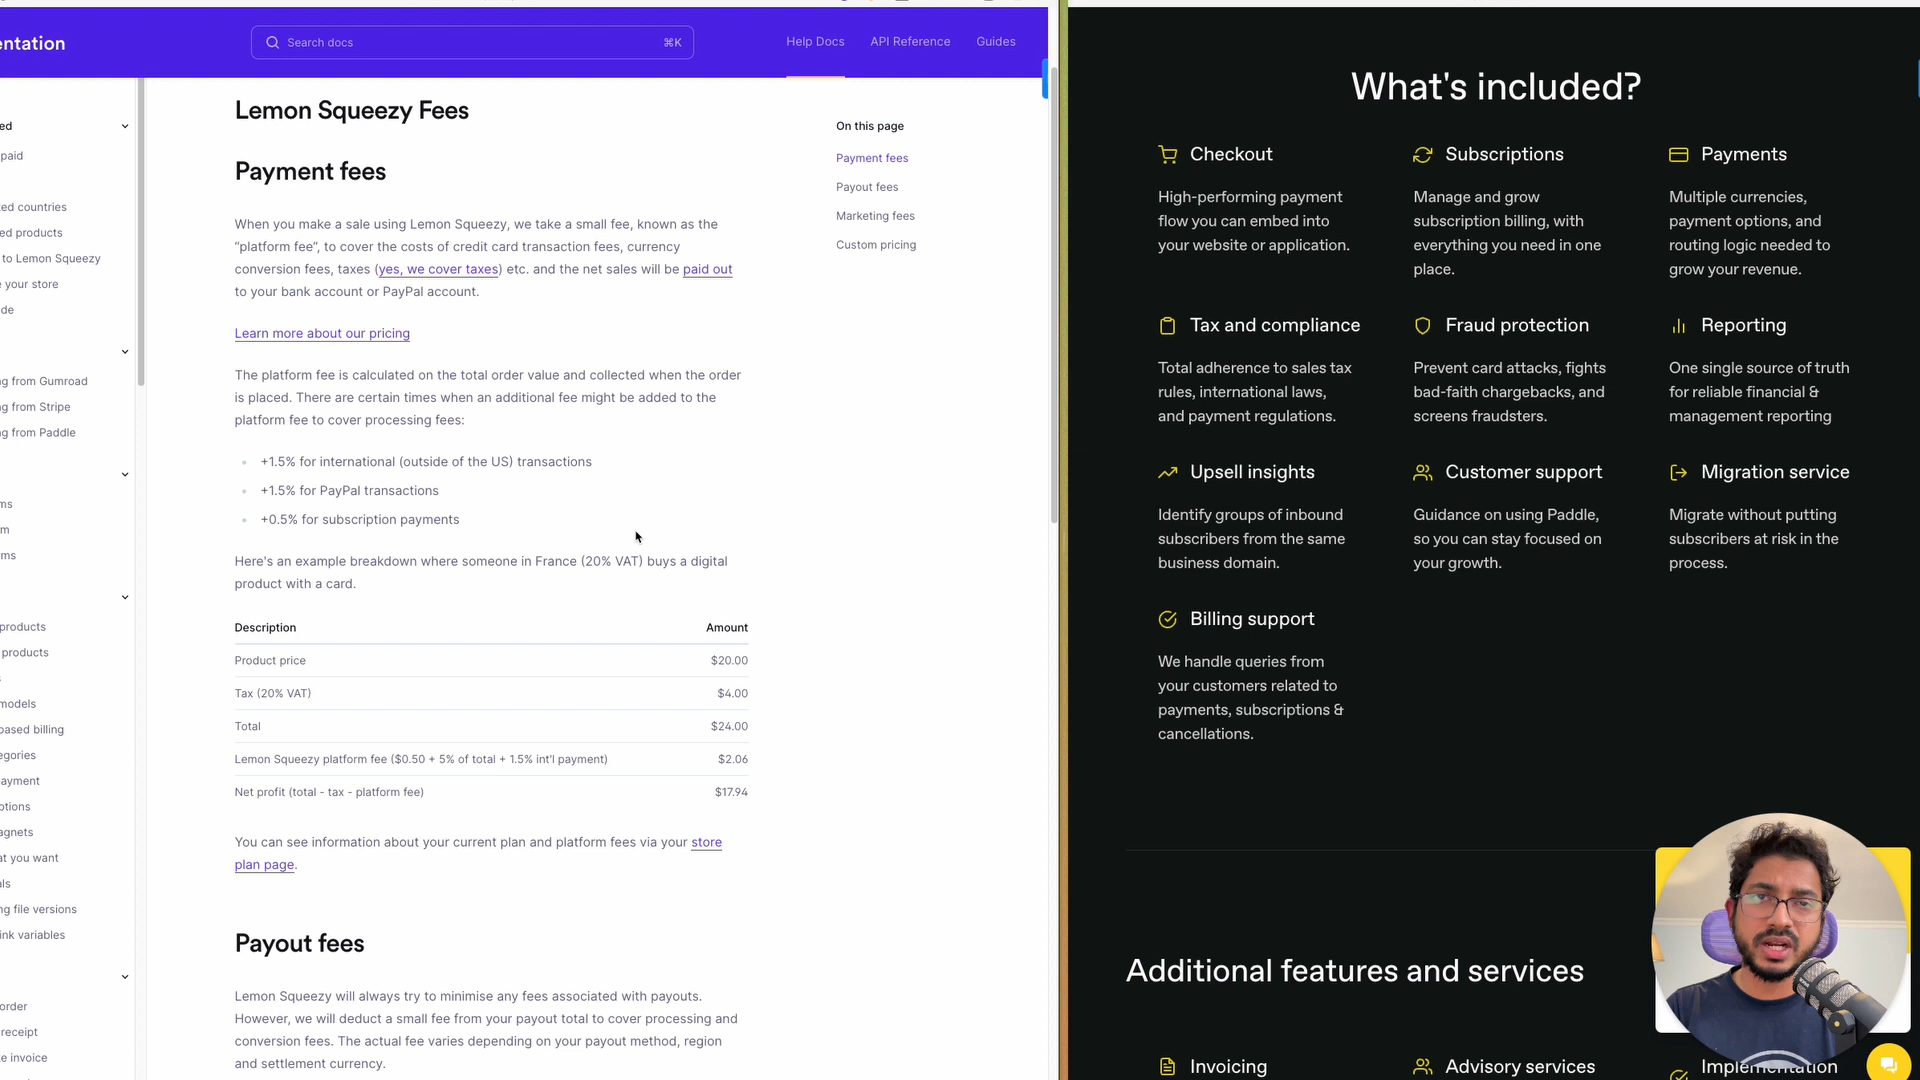 entation
Search docs
⌘K
Help Docs
API Reference
Guides
ed
paid
ed countries
ed products
to Lemon Squeezy
e your store
de
ng from Gumroad
ng from Stripe
ng from Paddle
ms
m
rms
products
products
s
models
based billing
egories
payment
ptions
agnets
at you want
als
ng file versions
ink variables
order
receipt
te invoice
Lemon Squeezy Fees
Payment fees
When you make a sale using Lemon Squeezy, we take a small fee, known as the
“platform fee”, to cover the costs of credit card transaction fees, currency
conversion fees, taxes (yes, we cover taxes) etc. and the net sales will be paid out
to your bank account or PayPal account.
Learn more about our pricing
The platform fee is calculated on the total order value and collected when the order
is placed. There are certain times when an additional fee might be added to the
platform fee to cover processing fees:
+1.5% for international (outside of the US) transactions
+1.5% for PayPal transactions
+0.5% for subscription payments
Here's an example breakdown where someone in France (20% VAT) buys a digital
product with a card.
Description Amount
Product price $20.00
Tax (20% VAT) $4.00
Total $24.00
Lemon Squeezy platform fee ($0.50 + 5% of total + 1.5% int'l payment) $2.06
Net profit (total - tax - platform fee) $17.94
You can see information about your current plan and platform fees via your store
plan page.
Payout fees
Lemon Squeezy will always try to minimise any fees associated with payouts.
However, we will deduct a small fee from your payout total to cover processing and
conversion fees. The actual fee varies depending on your payout method, region
and settlement currency.
On this page
Payment fees
Payout fees
Marketing fees
Custom pricing
What's included?
Checkout
High-performing payment
flow you can embed into
your website or application.
Subscriptions
Manage and grow
subscription billing, with
everything you need in one
place.
Payments
Multiple currencies,
payment options, and
routing logic needed to
grow your revenue.
Tax and compliance
Total adherence to sales tax
rules, international laws,
and payment regulations.
Fraud protection
Prevent card attacks, fights
bad-faith chargebacks, and
screens fraudsters.
Reporting
One single source of truth
for reliable financial &
management reporting
Upsell insights
Identify groups of inbound
subscribers from the same
business domain.
Customer support
Guidance on using Paddle,
so you can stay focused on
your growth.
Migration service
Migrate without putting
subscribers at risk in the
process.
Billing support
We handle queries from
your customers related to
payments, subscriptions &
cancellations.
Additional features and services
Invoicing
Advisory services
Implementation